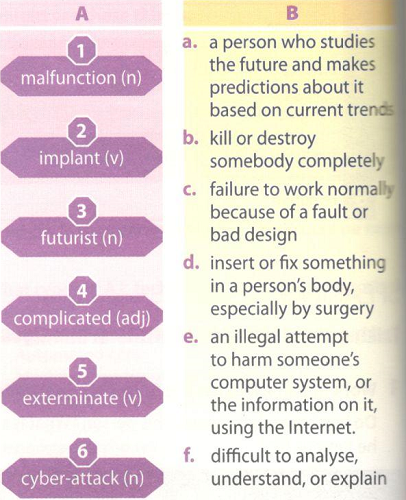 A
1
malfunction (n)
2
implant (v)
3
futurist (n)
4
complicated (adj)
5
exterminate (v)
6
cyber-attack (n)
B
a. a person who studies
the future and makes
predictions about it
based on current trends
b. kill or destroy
somebody completely
c. failure to work normally
because of a fault or
bad design
d. insert or fix something
in a person's body,
especially by surgery
e. an illegal attempt
to harm someone's
computer system, or
the information on it,
using the Internet.
f. difficult to analyse,
understand, or explain